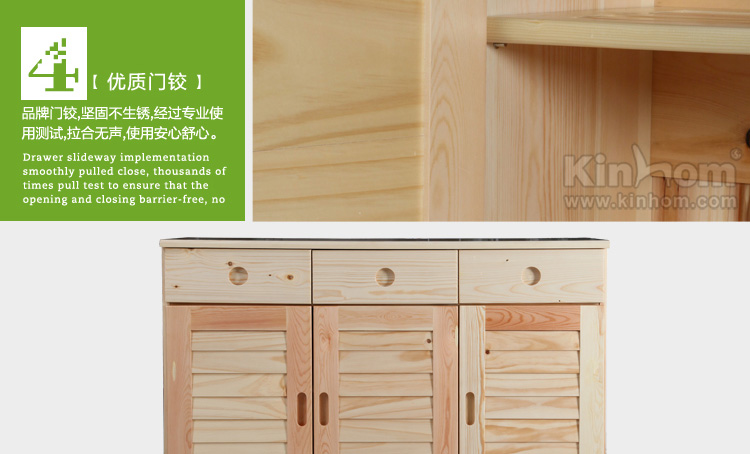 4
【 优质门铰 】
品牌门铰,坚固不生锈,经过专业使
用测试,拉合无声,使用安心舒心。
Drawer slideway implementation
smoothly pulled close, thousands of
times pull test to ensure that the
opening and closing barrier-free, no
Kinhom
www.kinhom.com